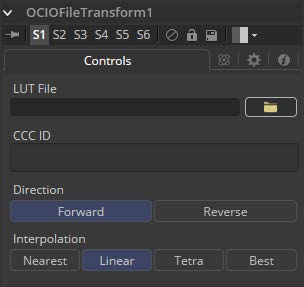 OCIOFileTransform1
S1 S2 S3 S4 S5 S6
Controls
LUT File
CCC ID
Direction
Forward Reverse
Interpolation
Nearest Linear Tetra Best